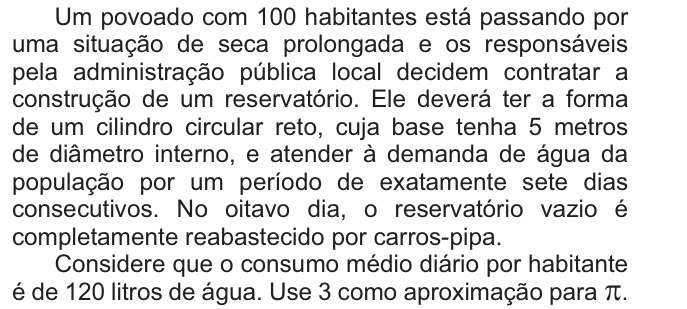 Um povoado com 100 habitantes está passando por
uma situação de seca prolongada e os responsáveis
pela administração pública local decidem contratar a
construção de um reservatório. Ele deverá ter a forma
de um cilindro circular reto, cuja base tenha 5 metros
de diâmetro interno, e atender à demanda de água da
população por um período de exatamente sete dias
consecutivos. No oitavo dia, o reservatório vazio é
completamente reabastecido por carros-pipa.
Considere que o consumo médio diário por habitante
é de 120 litros de água. Use 3 como aproximação para π.